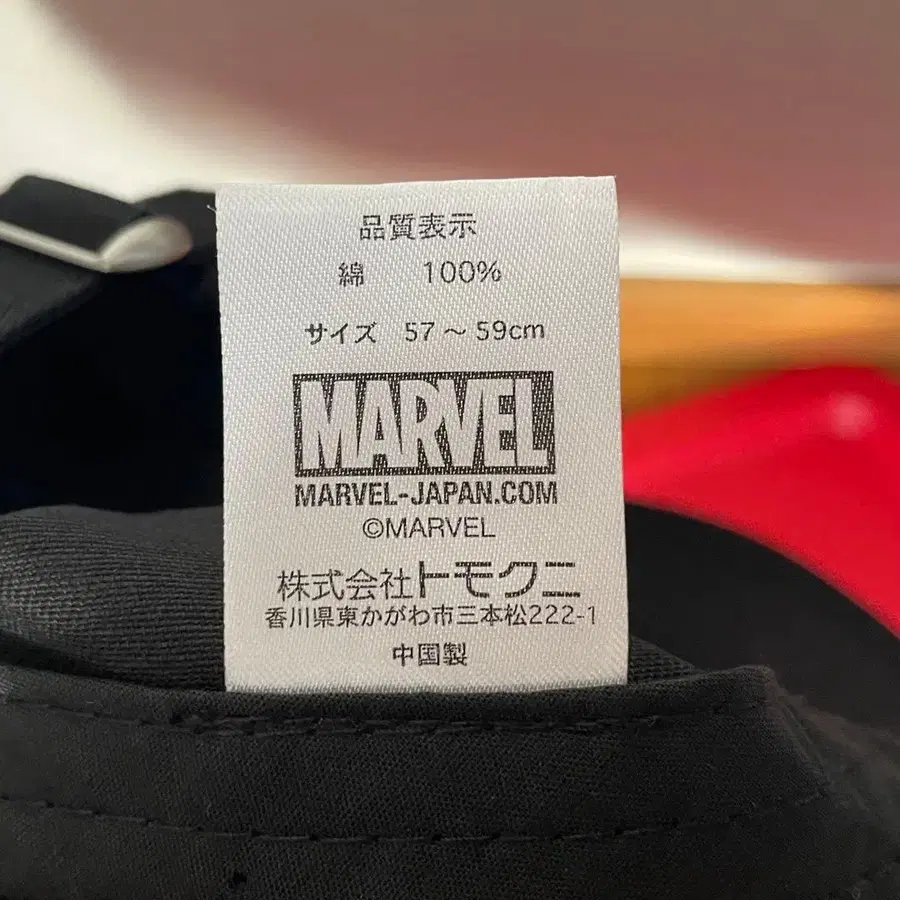 品質表示
綿 100%
サイズ 57～59cm
MARVEL
MARVEL-JAPAN.COM
©MARVEL
株式会社トモクニ
香川県東かがわ市三本松222-1
中国製